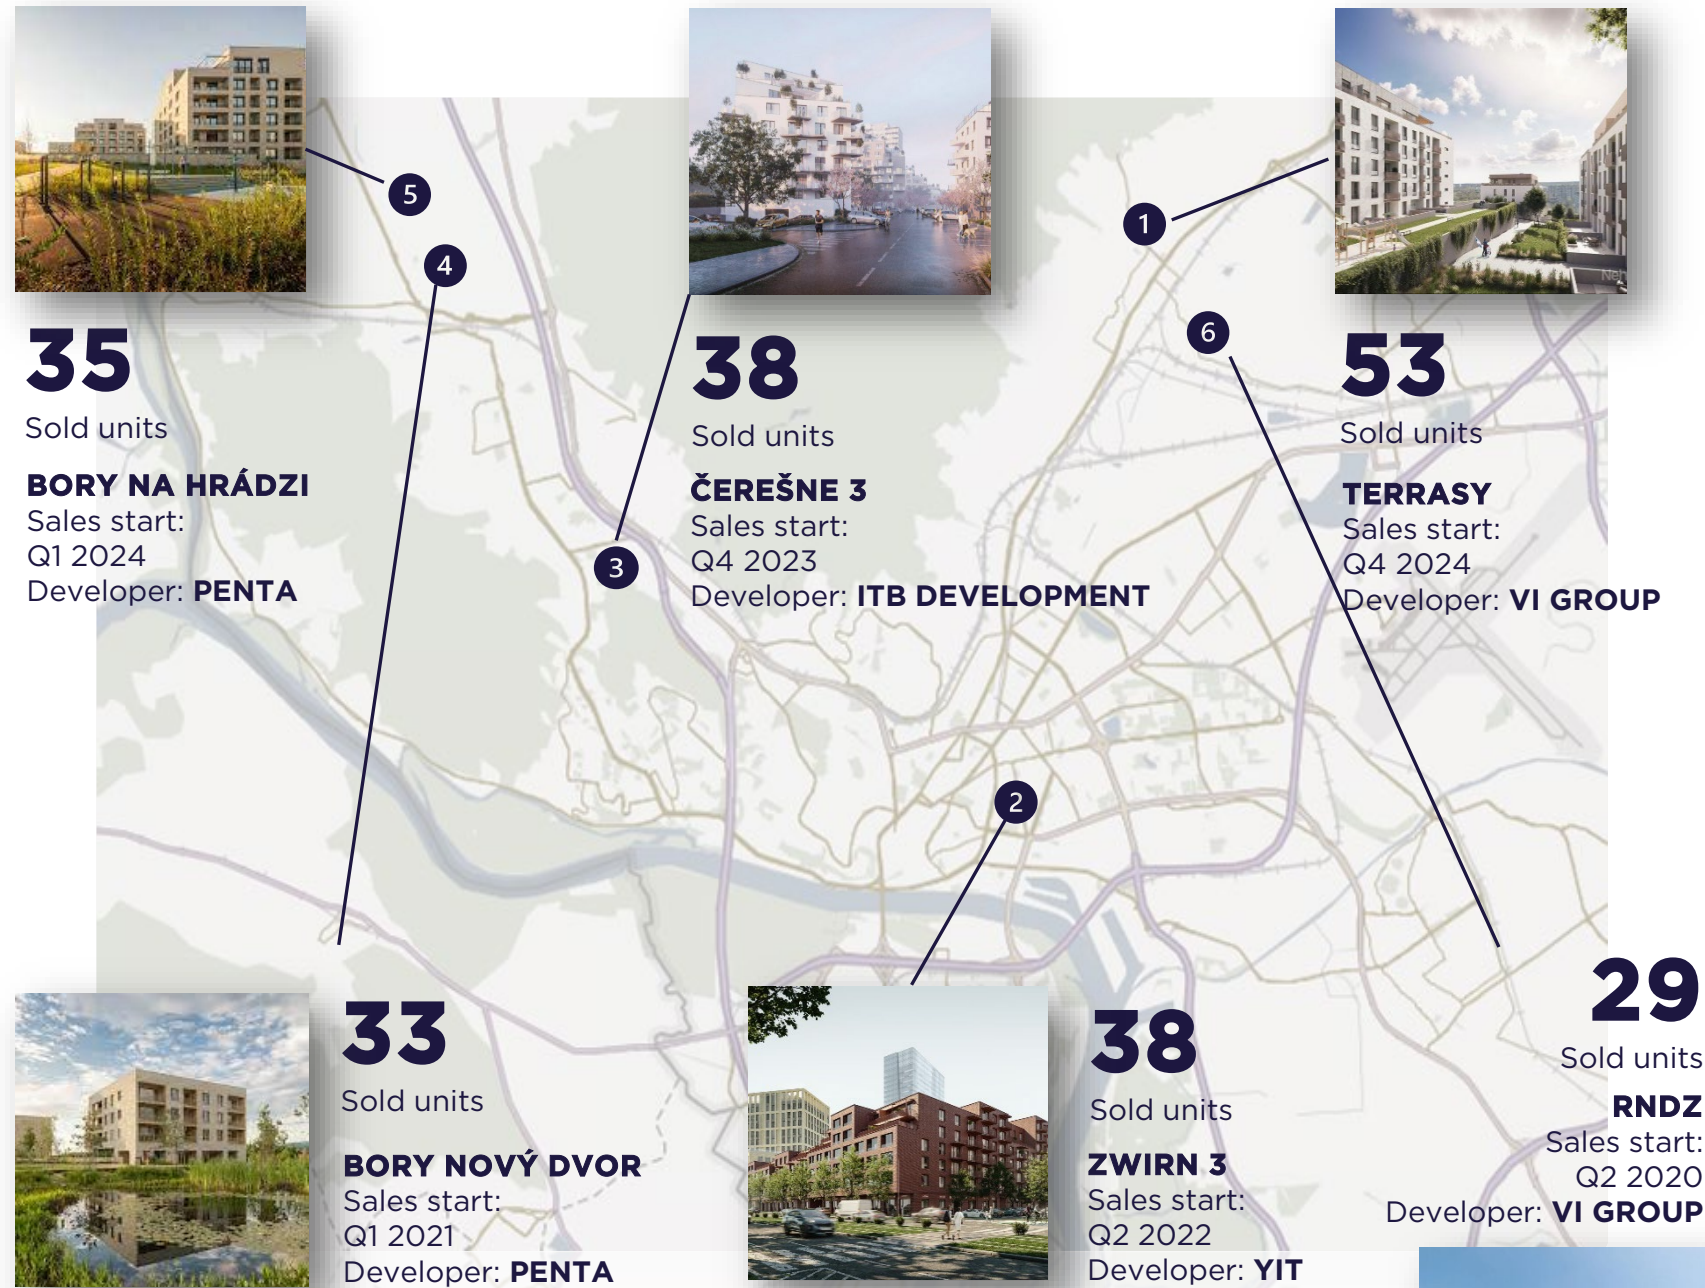 5
4
1
6
35
Sold units
BORY NA HRÁDZI
Sales start:
Q1 2024
Developer: PENTA
38
Sold units
ČEREŠNE 3
Sales start:
Q4 2023
Developer: ITB DEVELOPMENT
53
Sold units
TERRASY
Sales start:
Q4 2024
Developer: VI GROUP
3
2
33
Sold units
BORY NOVÝ DVOR
Sales start:
Q1 2021
Developer: PENTA
38
Sold units
ZWIRN 3
Sales start:
Q2 2022
Developer: YIT
29
Sold units
RNDZ
Sales start:
Q2 2020
Developer: VI GROUP